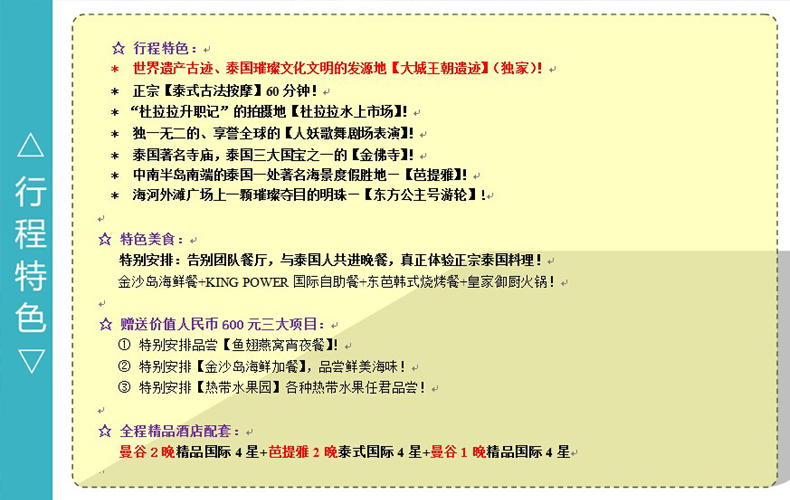 △行程特色▽
☆ 行程特色：
* 世界遗产古迹、泰国璀璨文化文明的发源地【大城王朝遗迹】（独家）！
* 正宗【泰式古法按摩】60 分钟！
* “杜拉拉升职记”的拍摄地【杜拉拉水上市场】！
* 独一无二的、享誉全球的【人妖歌舞剧场表演】！
* 泰国著名寺庙，泰国三大国宝之一的【金佛寺】！
* 中南半岛南端的泰国一处著名海景度假胜地—【芭提雅】！
* 海河外滩广场上一颗璀璨夺目的明珠—【东方公主号游轮】！
☆ 特色美食：
特别安排：告别团队餐厅，与泰国人共进晚餐，真正体验正宗泰国料理！
金沙岛海鲜餐+KING POWER 国际自助餐+东芭韩式烧烤餐+皇家御厨火锅！
☆ 赠送价值人民币 600 元三大项目：
① 特别安排品尝【鱼翅燕窝宵夜餐】！
② 特别安排【金沙岛海鲜加餐】，品尝鲜美海味！
③ 特别安排【热带水果园】各种热带水果任君品尝！
☆ 全程精品酒店配套：
曼谷 2 晚精品国际 4 星+芭提雅 2 晚泰式国际 4 星+曼谷 1 晚精品国际 4 星